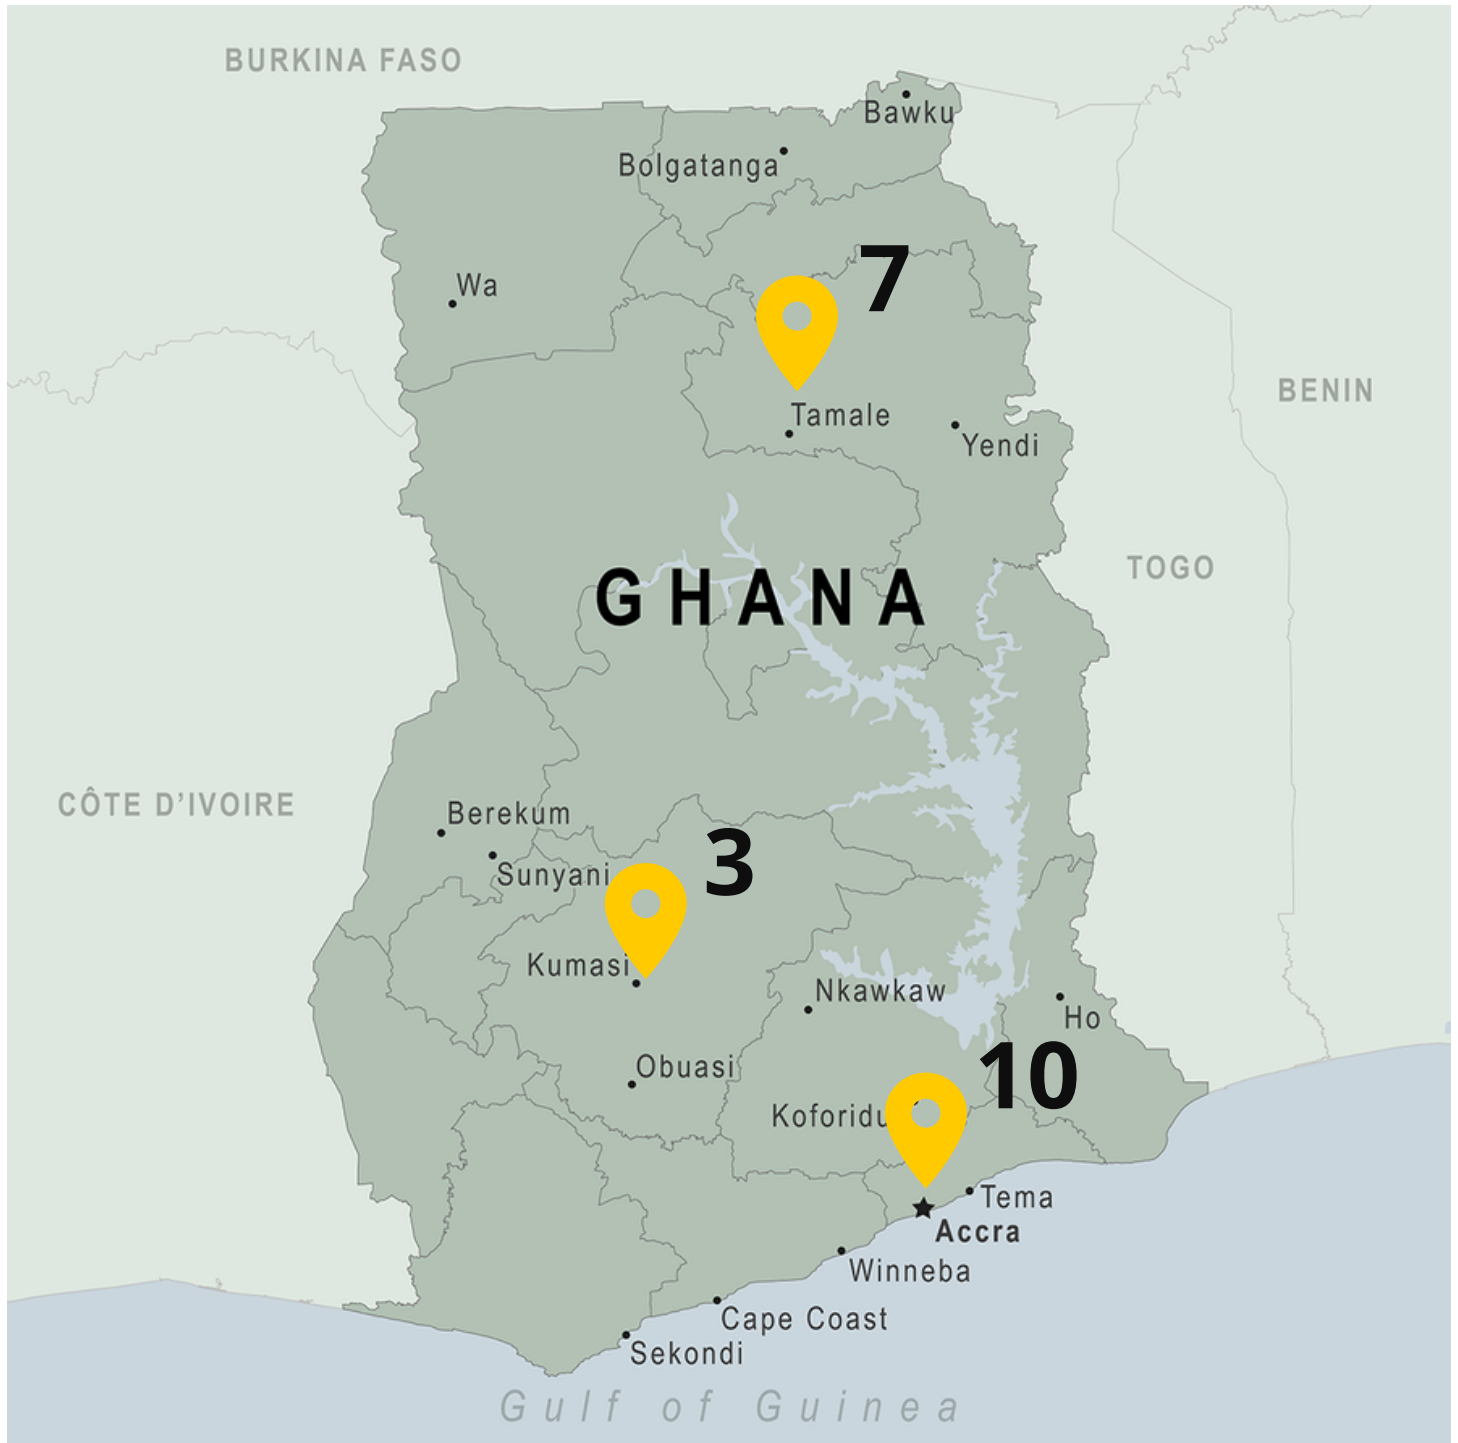 BURKINA FASO
Bawku
Bolgatanga
7
Wa
BENIN
Tamale
Yendi
TOGO
GHANA
CÔTE D'IVOIRE
Berekum
3
Sunyani
Kumasi
Nkawkaw
Ho
10
Obuasi
Koforidu
Tema
Accra
Winneba
Cape Coast
Sekondi
Gulf of Guinea